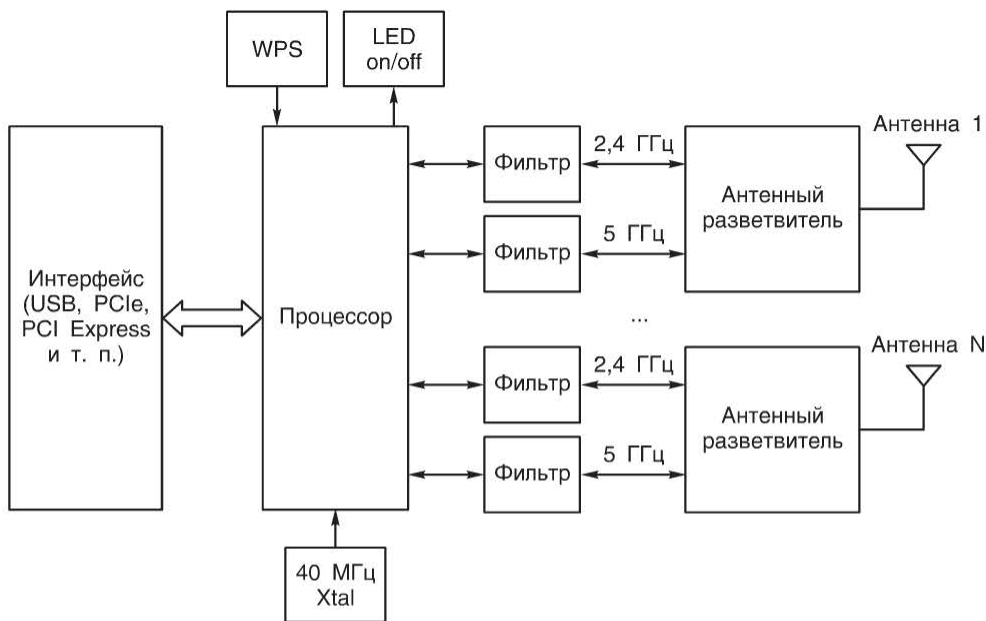 WPS
LED
on/off
Интерфейс
(USB, PCIe,
PCI Express
и т. п.)
Процессор
Фильтр
2,4 ГГц
Фильтр
5 ГГц
Антенный
разветвитель
Антенна 1
...
Фильтр
2,4 ГГц
Фильтр
5 ГГц
Антенный
разветвитель
Антенна N
40 МГц
Xtal